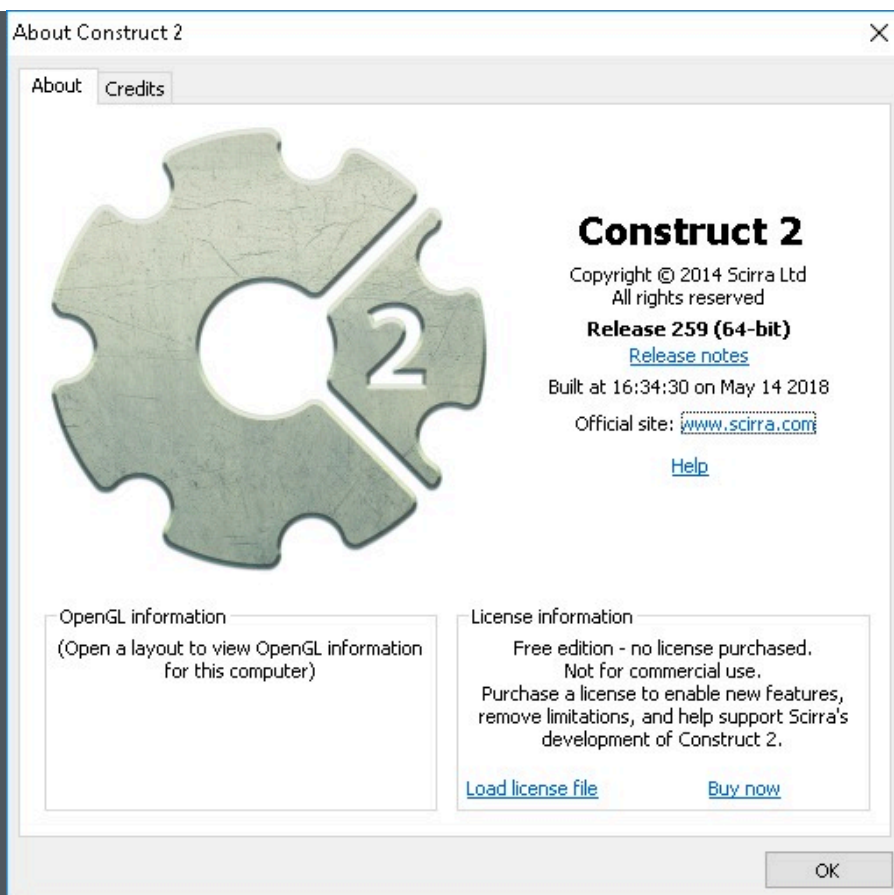 About Construct 2
About
Credits
2
Construct 2
Copyright © 2014 Scirra Ltd
All rights reserved
Release 259 (64-bit)
Release notes
Built at 16:34:30 on May 14 2018
Official site: www.scirra.com
Help
OpenGL information
(Open a layout to view OpenGL information
for this computer)
License information
Free edition - no license purchased.
Not for commercial use.
Purchase a license to enable new features,
remove limitations, and help support Scirra's
development of Construct 2.
Load license file
Buy now
OK